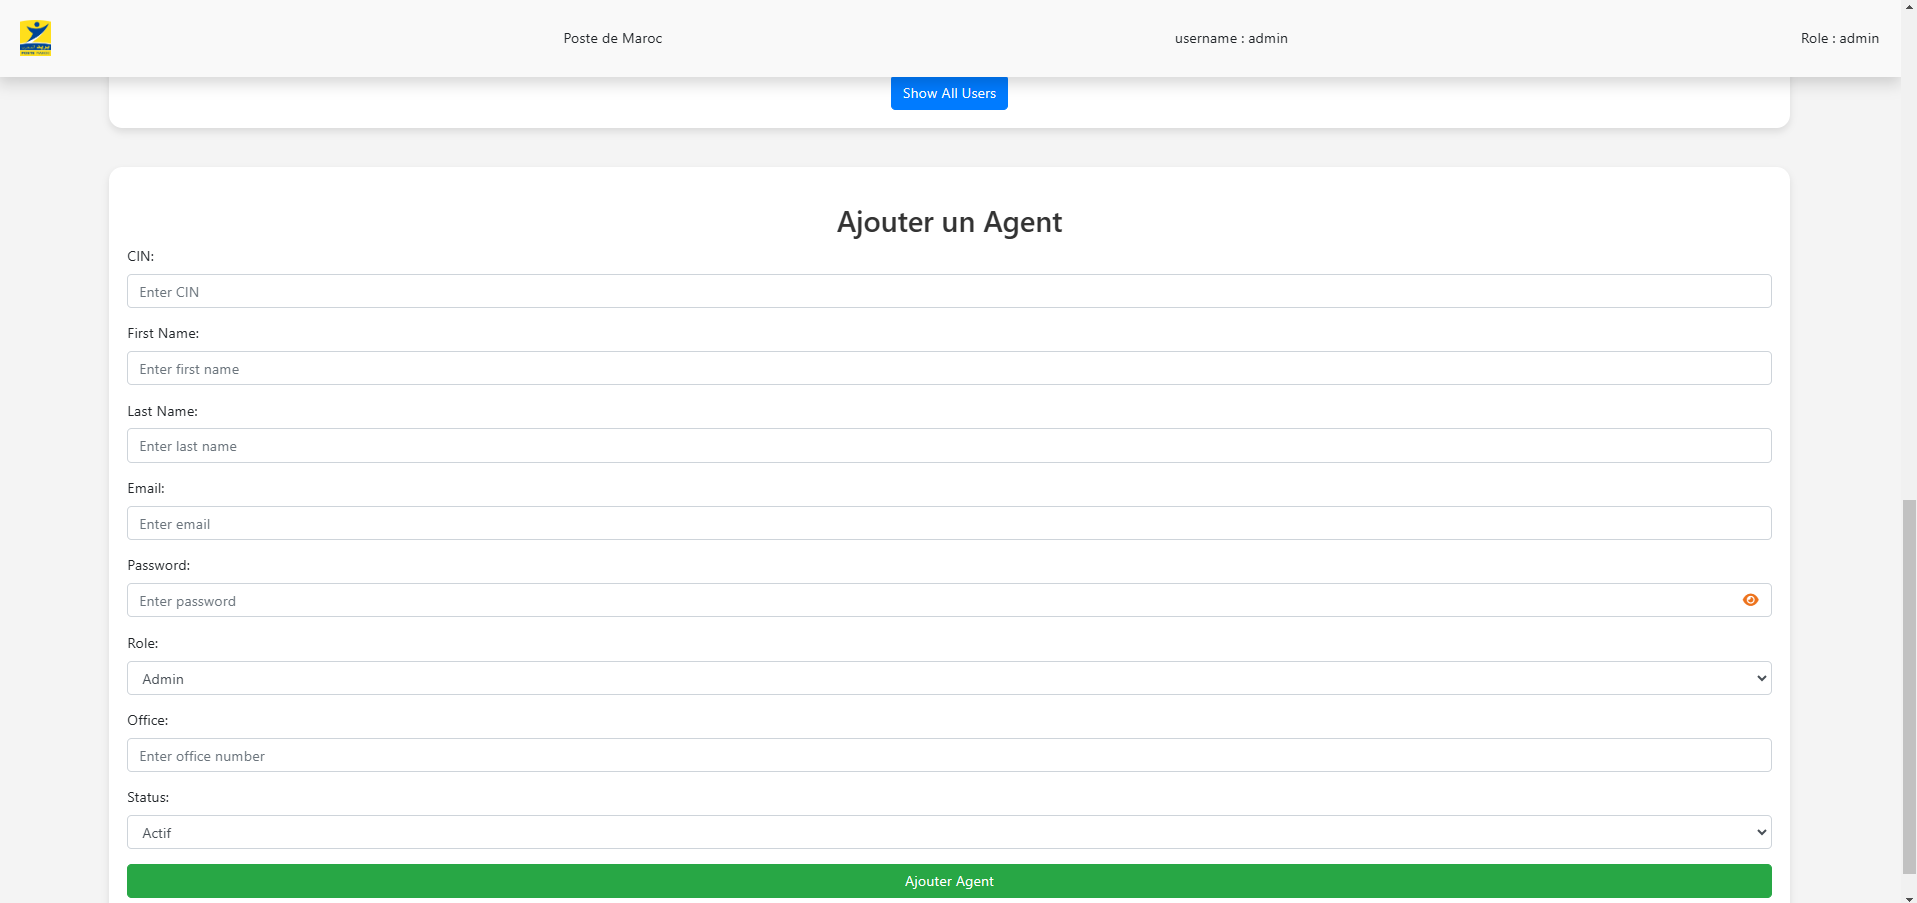 Poste de Maroc
username : admin
Role : admin
Show All Users
Ajouter un Agent
CIN:
Enter CIN
First Name:
Enter first name
Last Name:
Enter last name
Email:
Enter email
Password:
Enter password
Role:
Admin
Office:
Enter office number
Status:
Actif
Ajouter Agent